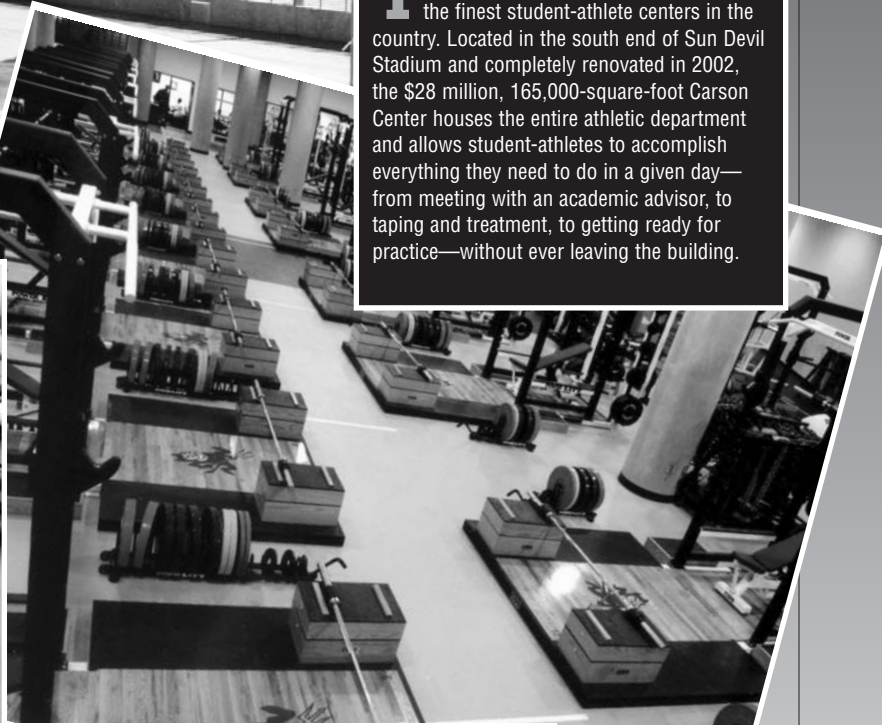 the finest student-athlete centers in the
country. Located in the south end of Sun Devil
Stadium and completely renovated in 2002,
the $28 million, 165,000-square-foot Carson
Center houses the entire athletic department
and allows student-athletes to accomplish
everything they need to do in a given day—
from meeting with an academic advisor, to
taping and treatment, to getting ready for
practice—without ever leaving the building.